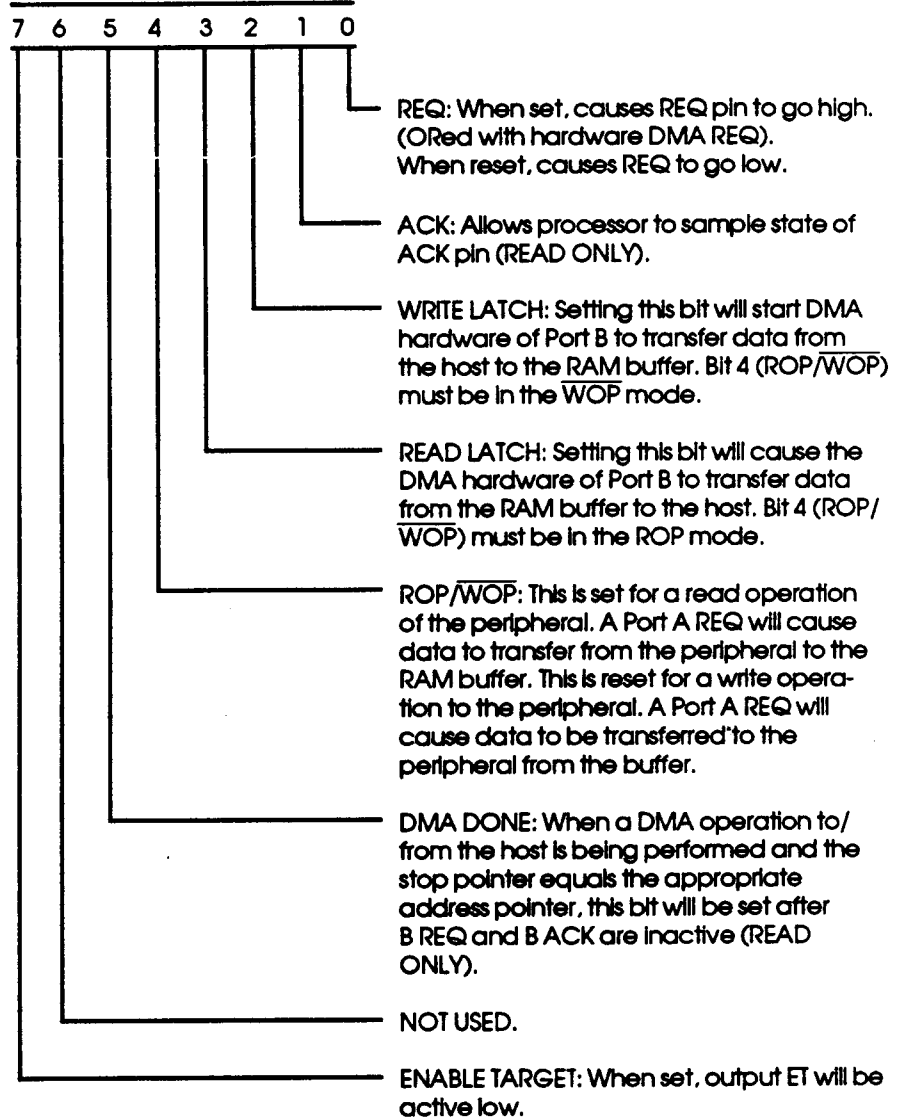 7 6 5 4 3 2 1 0
REQ: When set, causes REQ pin to go high.
(ORed with hardware DMA REQ).
When reset, causes REQ to go low.
ACK: Allows processor to sample state of
ACK pin (READ ONLY).
WRITE LATCH: Setting this bit will start DMA
hardware of Port B to transfer data from
the host to the RAM buffer. Bit 4 (ROP/W̅O̅P̅)
must be in the W̅O̅P̅ mode.
READ LATCH: Setting this bit will cause the
DMA hardware of Port B to transfer data
from the RAM buffer to the host. Bit 4 (ROP/
W̅O̅P̅) must be in the ROP mode.
ROP/W̅O̅P̅: This is set for a read operation
of the peripheral. A Port A REQ will cause
data to transfer from the peripheral to the
RAM buffer. This is reset for a write opera-
tion to the peripheral. A Port A REQ will
cause data to be transferred to the
peripheral from the buffer.
DMA DONE: When a DMA operation to/
from the host is being performed and the
stop pointer equals the appropriate
address pointer, this bit will be set after
B REQ and B ACK are inactive (READ
ONLY).
NOT USED.
ENABLE TARGET: When set, output ET will be
active low.